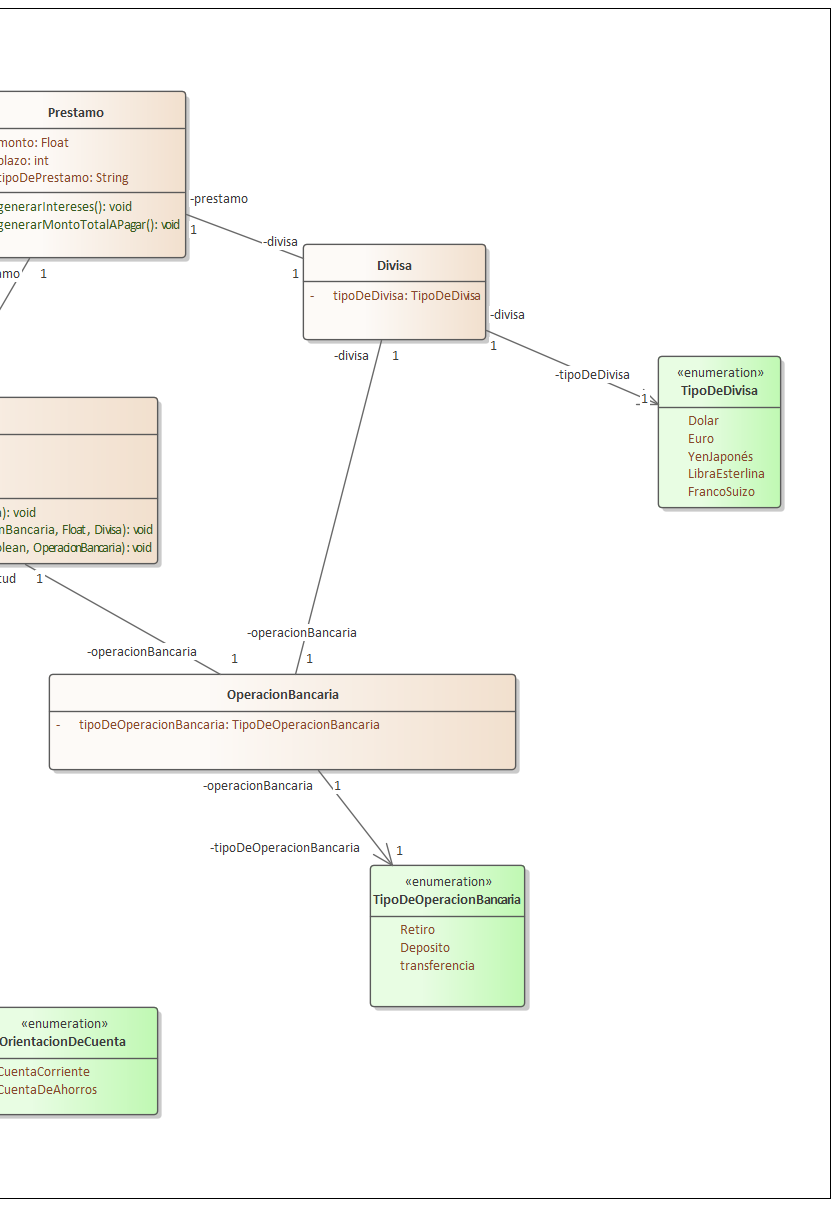 Prestamo
monto: Float
plazo: int
tipoDePrestamo: String
generarIntereses(): void
generarMontoTotalAPagar(): void
-prestamo
1
-divisa
1
amo
1
Divisa
- tipoDeDivisa: TipoDeDivisa
-divisa
1
-divisa
1
-tipoDeDivisa
1
«enumeration»
TipoDeDivisa
Dolar
Euro
YenJaponés
LibraEsterlina
FrancoSuizo
): void
nBancaria, Float, Divisa): void
olean, OperacionBancaria): void
tud
1
-operacionBancaria
1
-operacionBancaria
1
OperacionBancaria
- tipoDeOperacionBancaria: TipoDeOperacionBancaria
-operacionBancaria
1
-tipoDeOperacionBancaria
1
«enumeration»
TipoDeOperacionBancaria
Retiro
Deposito
transferencia
«enumeration»
OrientacionDeCuenta
CuentaCorriente
CuentaDeAhorros